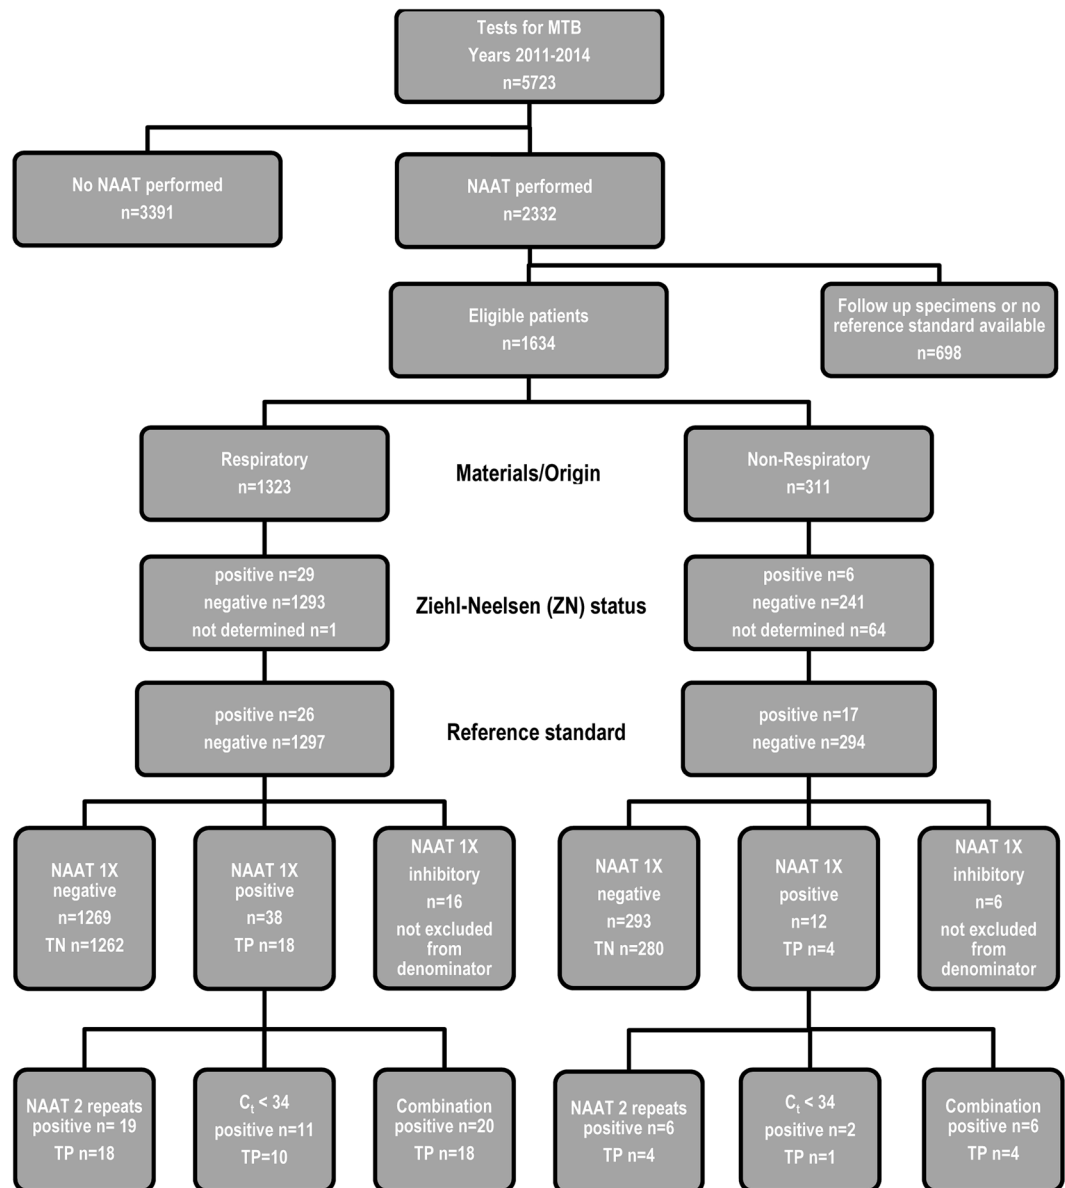 Tests for MTB
Years 2011-2014
n=5723
No NAAT performed
n=3391
NAAT performed
n=2332
Eligible patients
n=1634
Follow up specimens or no
reference standard available
n=698
Respiratory
n=1323
Materials/Origin
Non-Respiratory
n=311
positive n=29
negative n=1293
not determined n=1
Ziehl-Neelsen (ZN) status
positive n=6
negative n=241
not determined n=64
positive n=26
negative n=1297
Reference standard
positive n=17
negative n=294
NAAT 1X
negative
n=1269
TN n=1262
NAAT 1X
positive
n=38
TP n=18
NAAT 1X
inhibitory
n=16
not excluded
from
denominator
NAAT 1X
negative
n=293
TN n=280
NAAT 1X
positive
n=12
TP n=4
NAAT 1X
inhibitory
n=6
not excluded
from
denominator
NAAT 2 repeats
positive n= 19
TP n=18
Ct < 34
positive n=11
TP=10
Combination
positive n=20
TP n=18
NAAT 2 repeats
positive n=6
TP n=4
Ct < 34
positive n=2
TP n=1
Combination
positive n=6
TP n=4